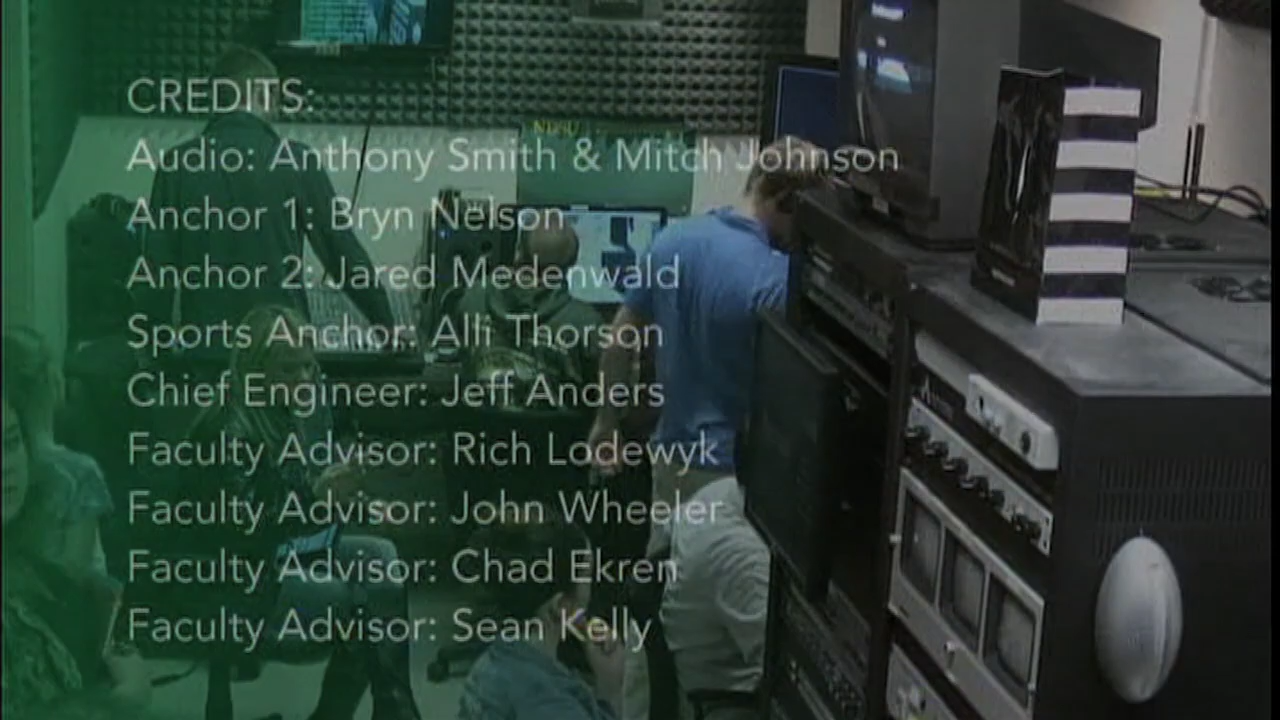 CREDITS:
Audio: Anthony Smith & Mitch Johnson
Anchor 1: Bryn Nelson
Anchor 2: Jared Medenwald
Sports Anchor: Alli Thorson
Chief Engineer: Jeff Anders
Faculty Advisor: Rich Lodewyk
Faculty Advisor: John Wheeler
Faculty Advisor: Chad Ekren
Faculty Advisor: Sean Kelly